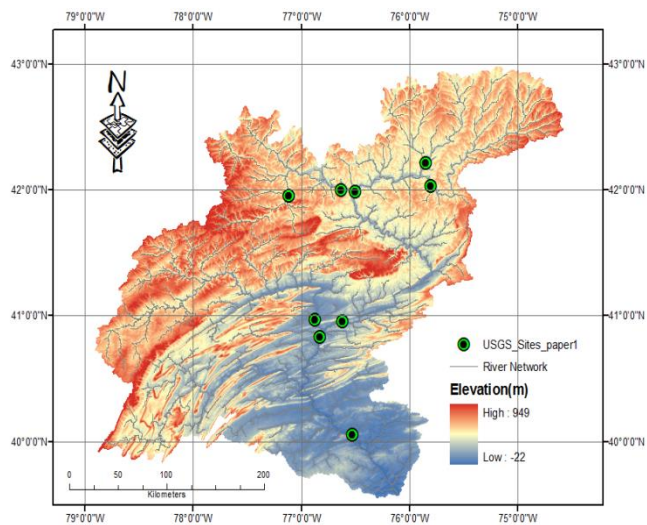 79°0'0"W 78°0'0"W 77°0'0"W 76°0'0"W 75°0'0"W
43°0'0"N 43°0'0"N
N
42°0'0"N 42°0'0"N
41°0'0"N 41°0'0"N
USGS_Sites_paper1
River Network
Elevation(m)
High : 949
Low : -22
40°0'0"N 40°0'0"N
0 50 100 200
Kilometers
79°0'0"W 78°0'0"W 77°0'0"W 76°0'0"W 75°0'0"W